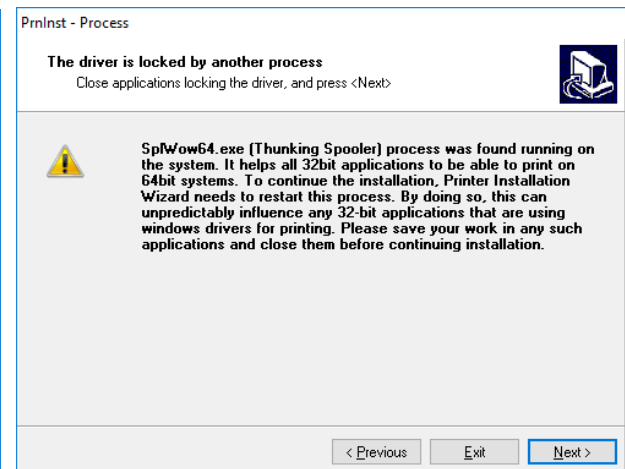 PrnInst - Process
The driver is locked by another process
Close applications locking the driver, and press <Next>
SplWow64.exe (Thunking Spooler) process was found running on
the system. It helps all 32bit applications to be able to print on
64bit systems. To continue the installation, Printer Installation
Wizard needs to restart this process. By doing so, this can
unpredictably influence any 32-bit applications that are using
windows drivers for printing. Please save your work in any such
applications and close them before continuing installation.
< Previous Exit Next >